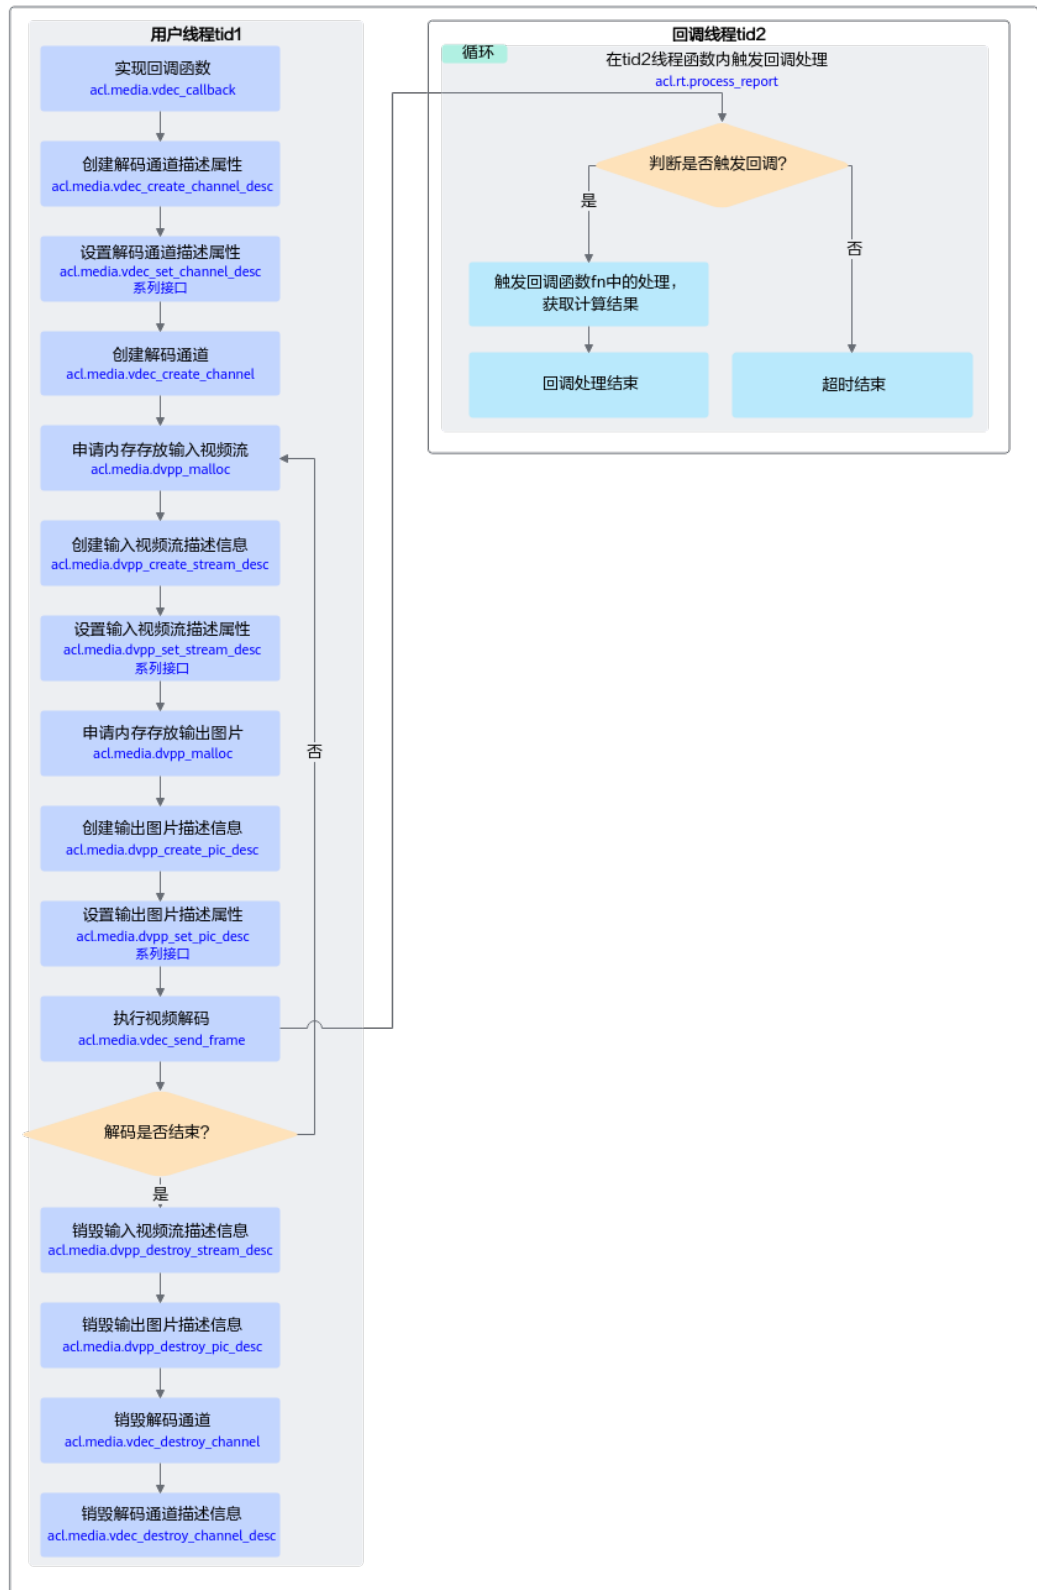 用户线程tid1
实现回调函数
acl.media.vdec_callback
创建解码通道描述属性
acl.media.vdec_create_channel_desc
设置解码通道描述属性
acl.media.vdec_set_channel_desc
系列接口
创建解码通道
acl.media.vdec_create_channel
申请内存存放输入视频流
acl.media.dvpp_malloc
创建输入视频流描述信息
acl.media.dvpp_create_stream_desc
设置输入视频流描述属性
acl.media.dvpp_set_stream_desc
系列接口
申请内存存放输出图片
acl.media.dvpp_malloc
否
创建输出图片描述信息
acl.media.dvpp_create_pic_desc
设置输出图片描述属性
acl.media.dvpp_set_pic_desc
系列接口
执行视频解码
acl.media.vdec_send_frame
解码是否结束?
是
销毁输入视频流描述信息
acl.media.dvpp_destroy_stream_desc
销毁输出图片描述信息
acl.media.dvpp_destroy_pic_desc
销毁解码通道
acl.media.vdec_destroy_channel
销毁解码通道描述信息
acl.media.vdec_destroy_channel_desc
回调线程tid2
循环
在tid2线程函数内触发回调处理
acl.rt.process_report
判断是否触发回调?
是
否
触发回调函数fn中的处理，
获取计算结果
回调处理结束
超时结束